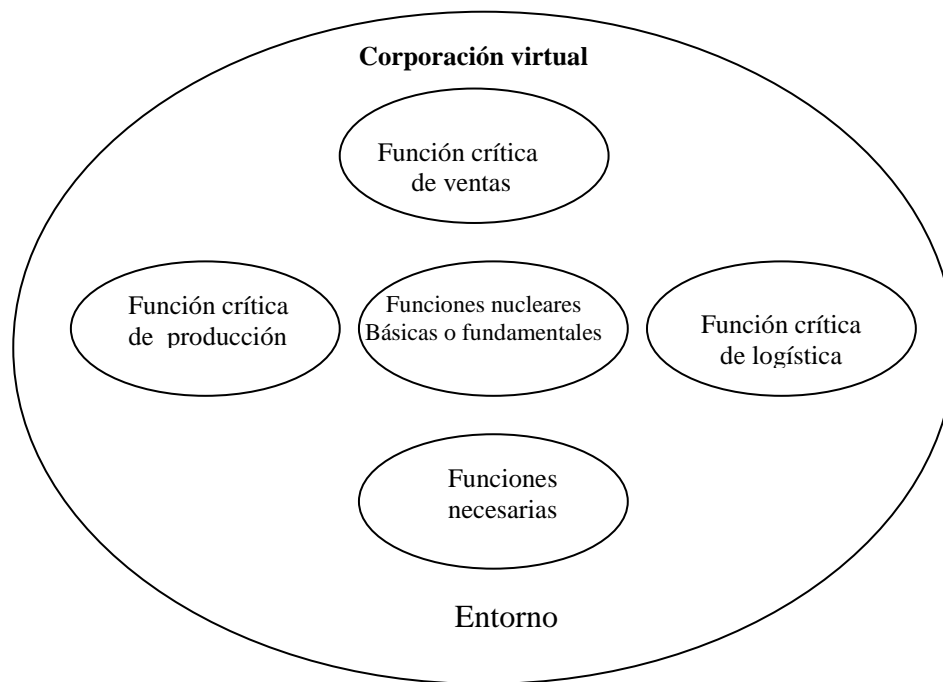 Corporación virtual
Función crítica
de ventas
Función crítica
de producción
Funciones nucleares
Básicas o fundamentales
Función crítica
de logística
Funciones
necesarias
Entorno